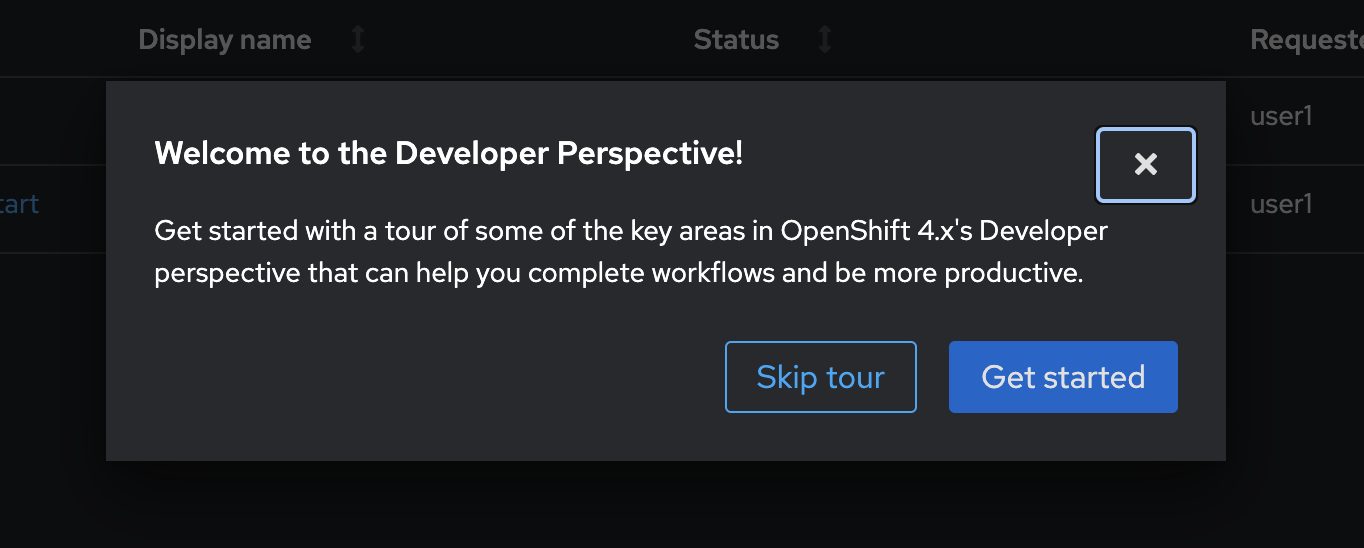 Display name
Status
user1
Welcome to the Developer Perspective!
Get started with a tour of some of the key areas in OpenShift 4.x's Developer
perspective that can help you complete workflows and be more productive.
user1
Skip tour
Get started